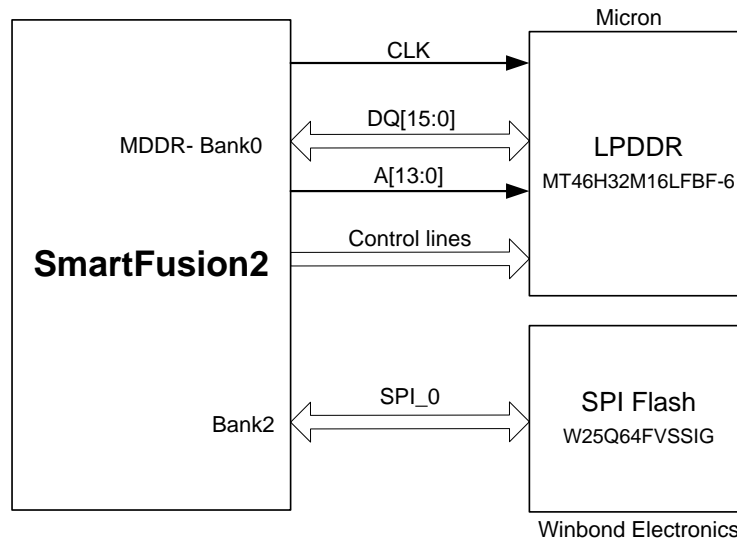 Micron
CLK
DQ[15:0]
MDDR- Bank0
LPDDR
A[13:0]
MT46H32M16LFBF-6
Control lines
SmartFusion2
SPI_0
SPI Flash
Bank2
W25Q64FVSSIG
Winbond Electronics